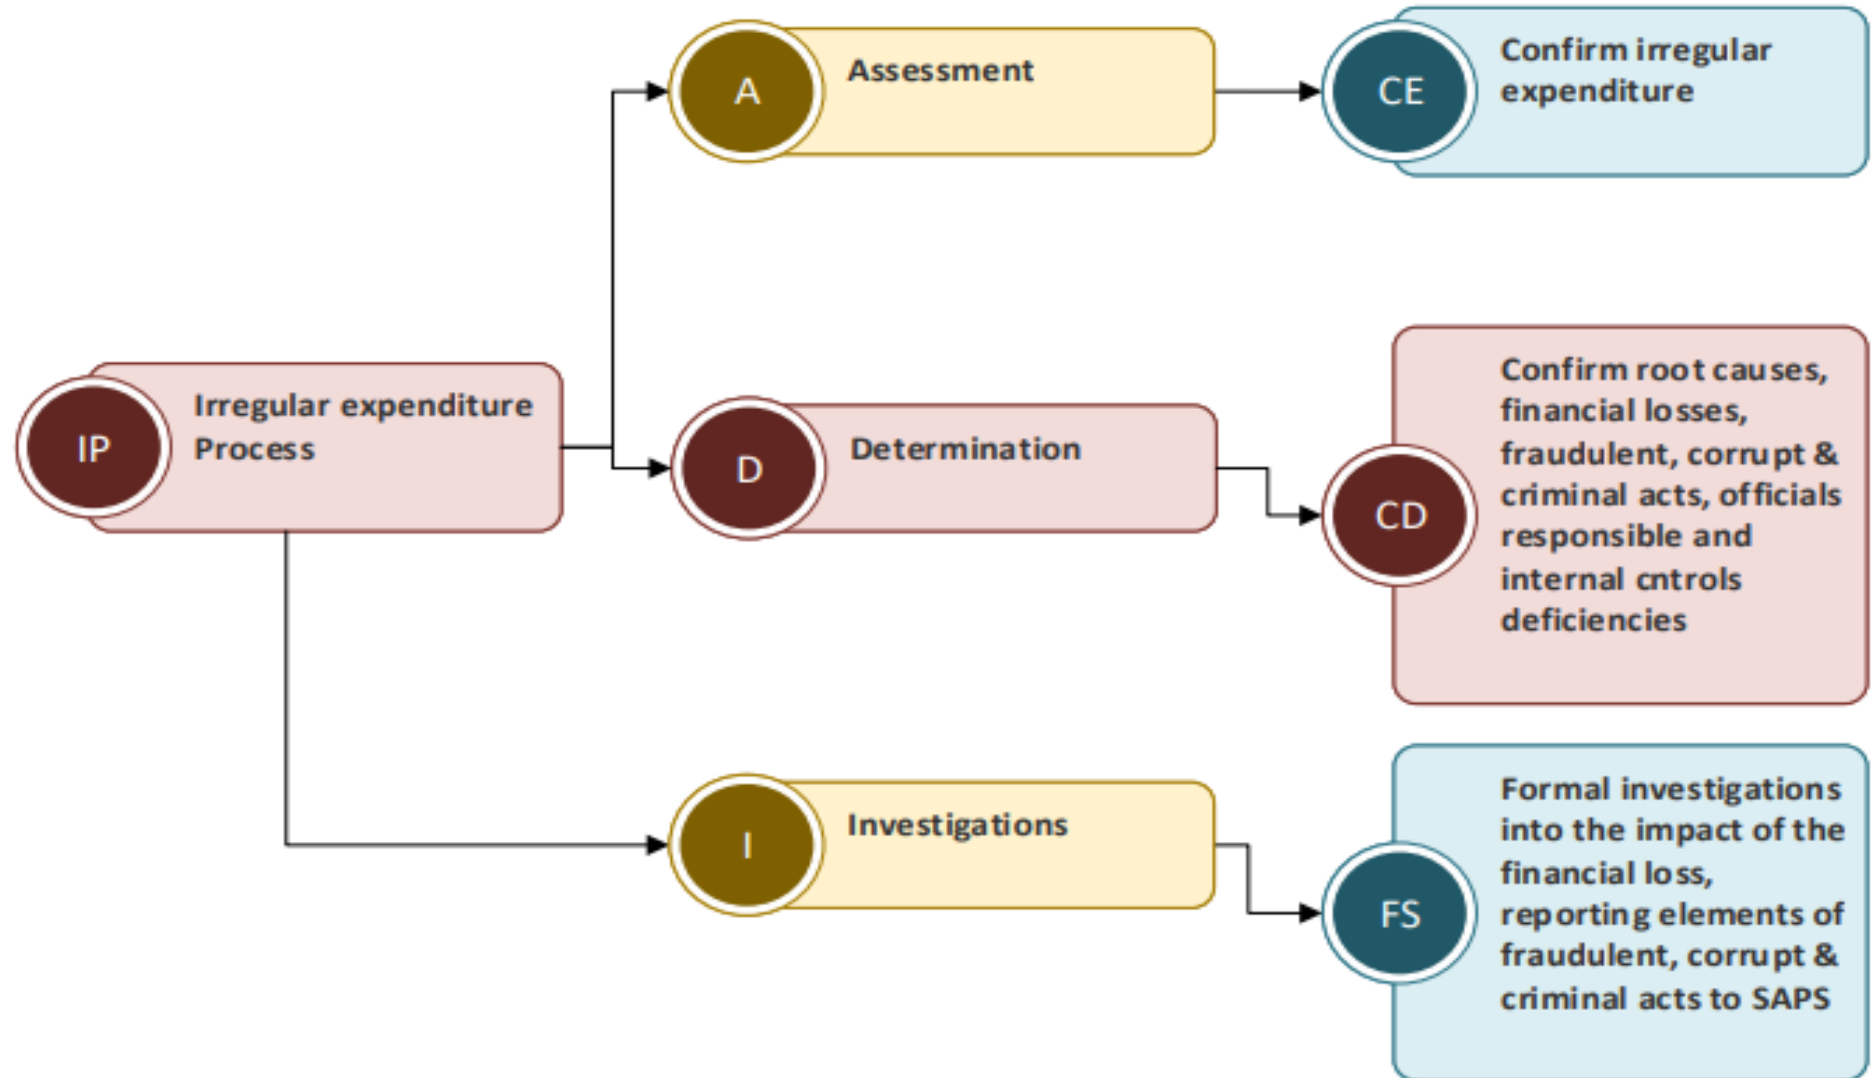 IP
Irregular expenditure
Process
A
Assessment
CE
Confirm irregular
expenditure
D
Determination
CD
Confirm root causes,
financial losses,
fraudulent, corrupt &
criminal acts, officials
responsible and
internal cntrols
deficiencies
I
Investigations
FS
Formal investigations
into the impact of the
financial loss,
reporting elements of
fraudulent, corrupt &
criminal acts to SAPS